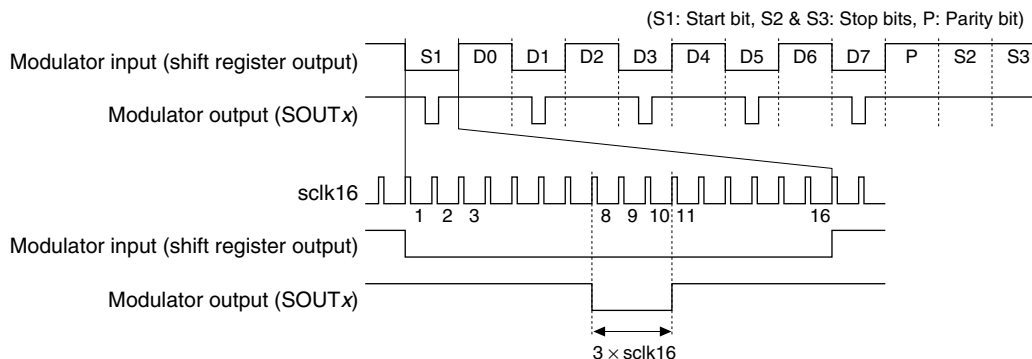 (S1: Start bit, S2 & S3: Stop bits, P: Parity bit)
Modulator input (shift register output) S1 D0 D1 D2 D3 D4 D5 D6 D7 P S2 S3
Modulator output (SOUTx)
sclk16
1 2 3 8 9 10 11 16
Modulator input (shift register output)
Modulator output (SOUTx)
3 × sclk16